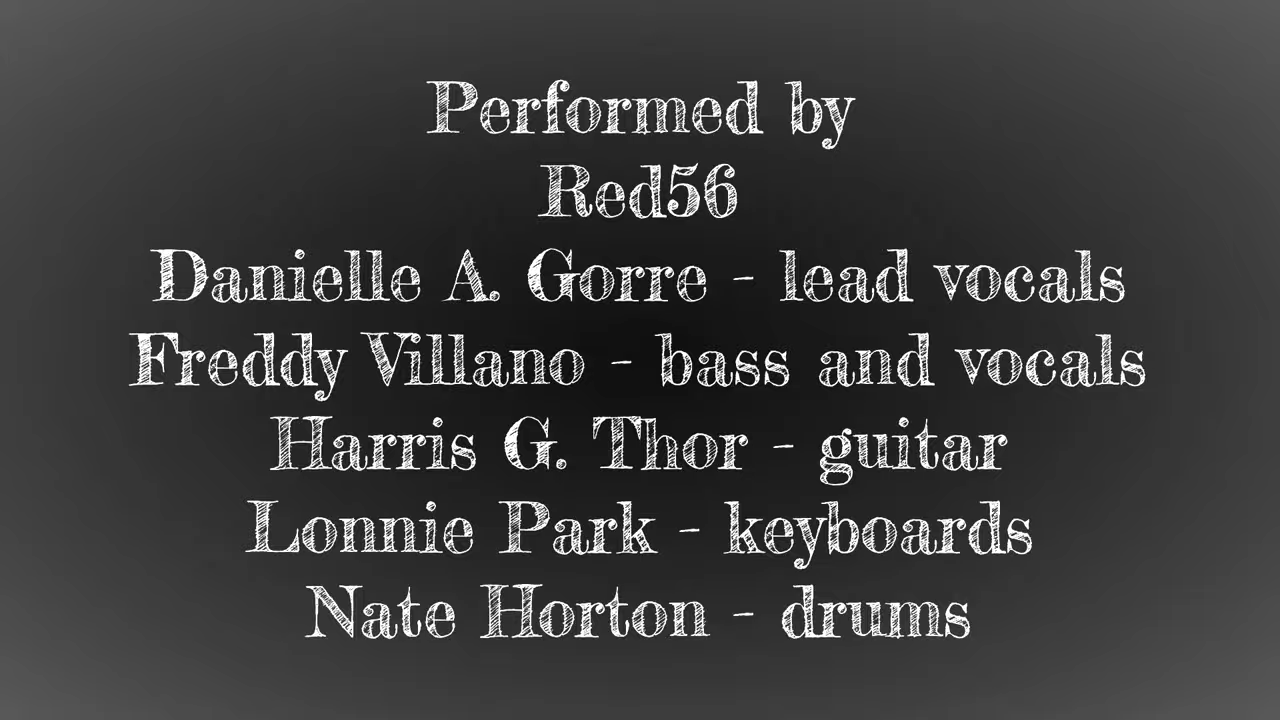 Performed by
Red56
Danielle A. Gorre - lead vocals
Freddy Villano - bass and vocals
Harris G. Thor - guitar
Lonnie Park - keyboards
Nate Horton - drums